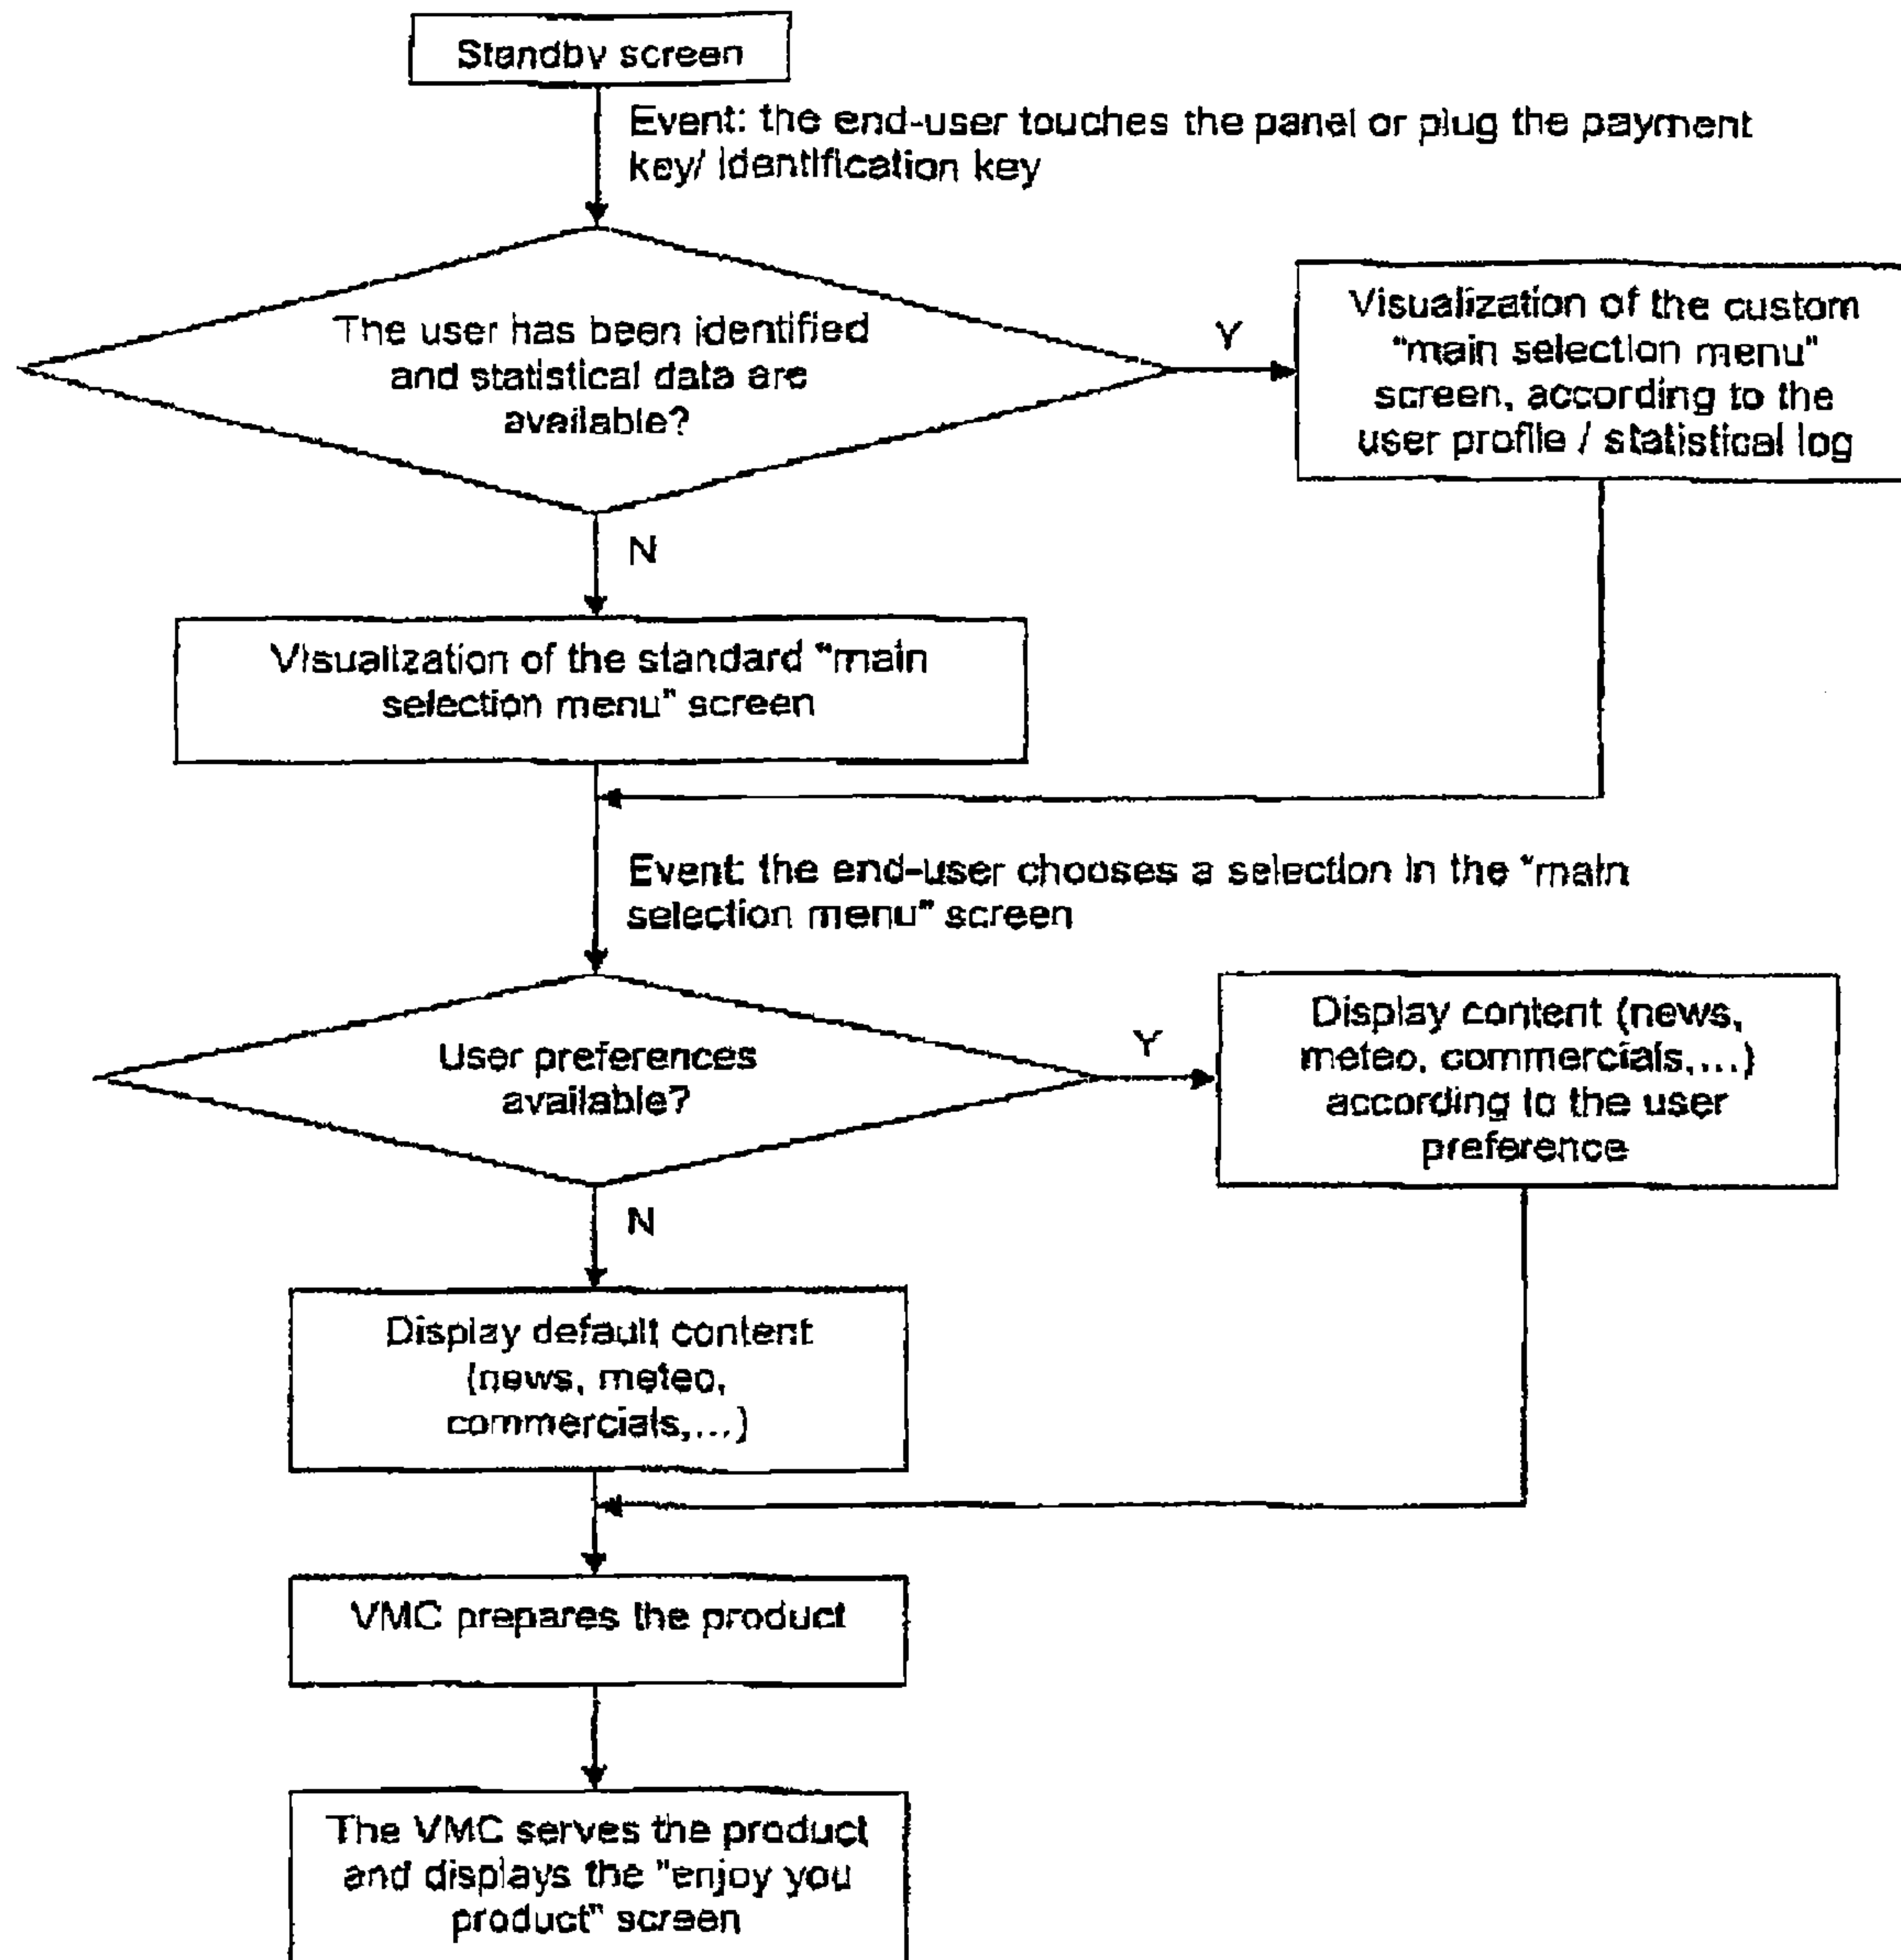 Standby screen
Event: the end-user touches the panel or plug the payment
key/ identification key
The user has been identified
and statistical data are
available?
Y
Visualization of the custom
"main selection menu"
screen, according to the
user profile / statistical log
N
Visualization of the standard "main
selection menu" screen
Event: the end-user chooses a selection in the "main
selection menu" screen
User preferences
available?
Y
Display content (news,
meteo, commercials,...)
according to the user
preference
N
Display default content
(news, meteo,
commercials,...)
VMC prepares the product
The VMC serves the product
and displays the "enjoy you
product" screen